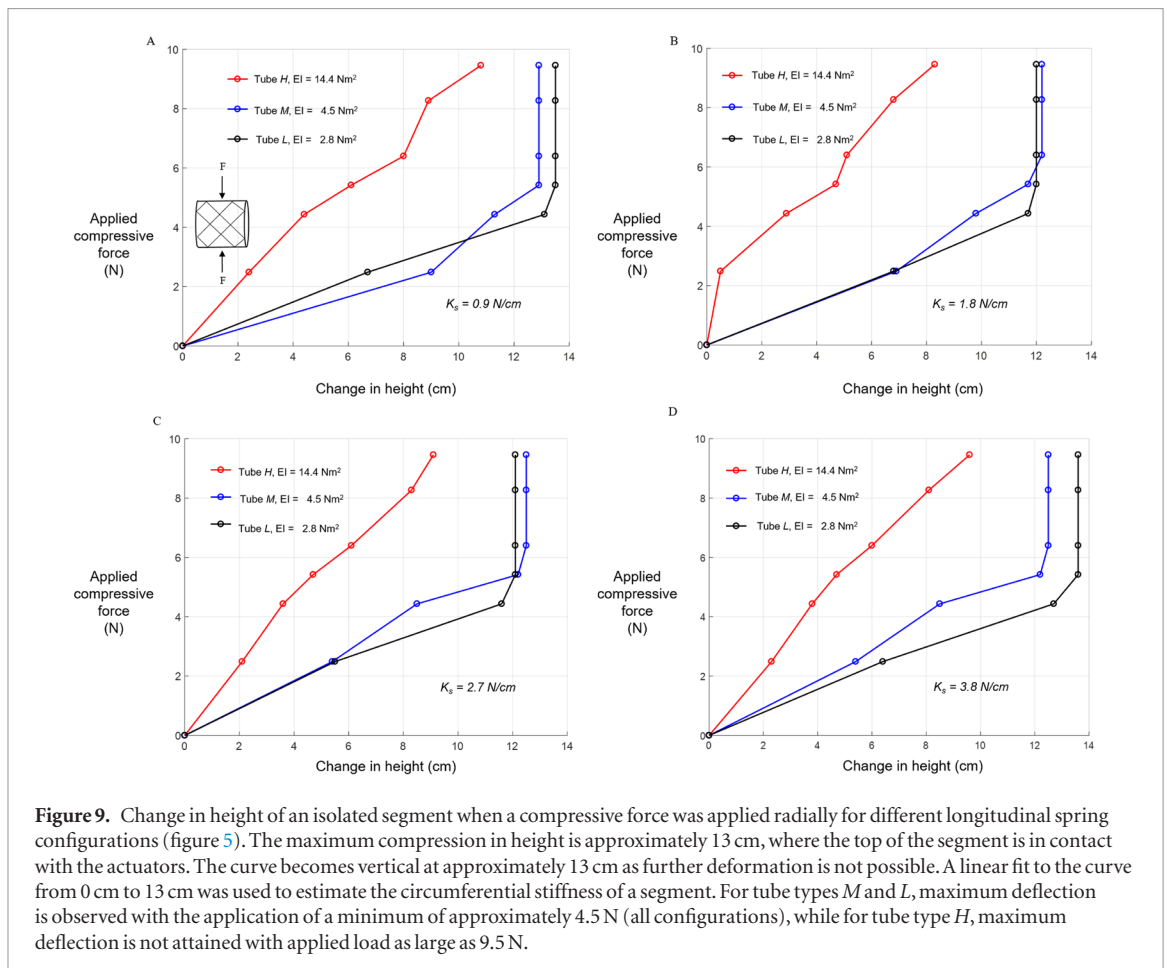 A
10
8
6
4
2
0
Tube H, EI = 14.4 Nm²
Tube M, EI = 4.5 Nm²
Tube L, EI = 2.8 Nm²
F
F
Applied
compressive
force
(N)
K_s = 0.9 N/cm
0 2 4 6 8 10 12 14
Change in height (cm)
B
10
8
6
4
2
0
Tube H, EI = 14.4 Nm²
Tube M, EI = 4.5 Nm²
Tube L, EI = 2.8 Nm²
Applied
compressive
force
(N)
K_s = 1.8 N/cm
0 2 4 6 8 10 12 14
Change in height (cm)
C
10
8
6
4
2
0
Tube H, EI = 14.4 Nm²
Tube M, EI = 4.5 Nm²
Tube L, EI = 2.8 Nm²
Applied
compressive
force
(N)
K_s = 2.7 N/cm
0 2 4 6 8 10 12 14
Change in height (cm)
D
10
8
6
4
2
0
Tube H, EI = 14.4 Nm²
Tube M, EI = 4.5 Nm²
Tube L, EI = 2.8 Nm²
Applied
compressive
force
(N)
K_s = 3.8 N/cm
0 2 4 6 8 10 12 14
Change in height (cm)
Figure 9. Change in height of an isolated segment when a compressive force was applied radially for different longitudinal spring
configurations (figure 5). The maximum compression in height is approximately 13 cm, where the top of the segment is in contact
with the actuators. The curve becomes vertical at approximately 13 cm as further deformation is not possible. A linear fit to the curve
from 0 cm to 13 cm was used to estimate the circumferential stiffness of a segment. For tube types M and L, maximum deflection
is observed with the application of a minimum of approximately 4.5 N (all configurations), while for tube type H, maximum
deflection is not attained with applied load as large as 9.5 N.